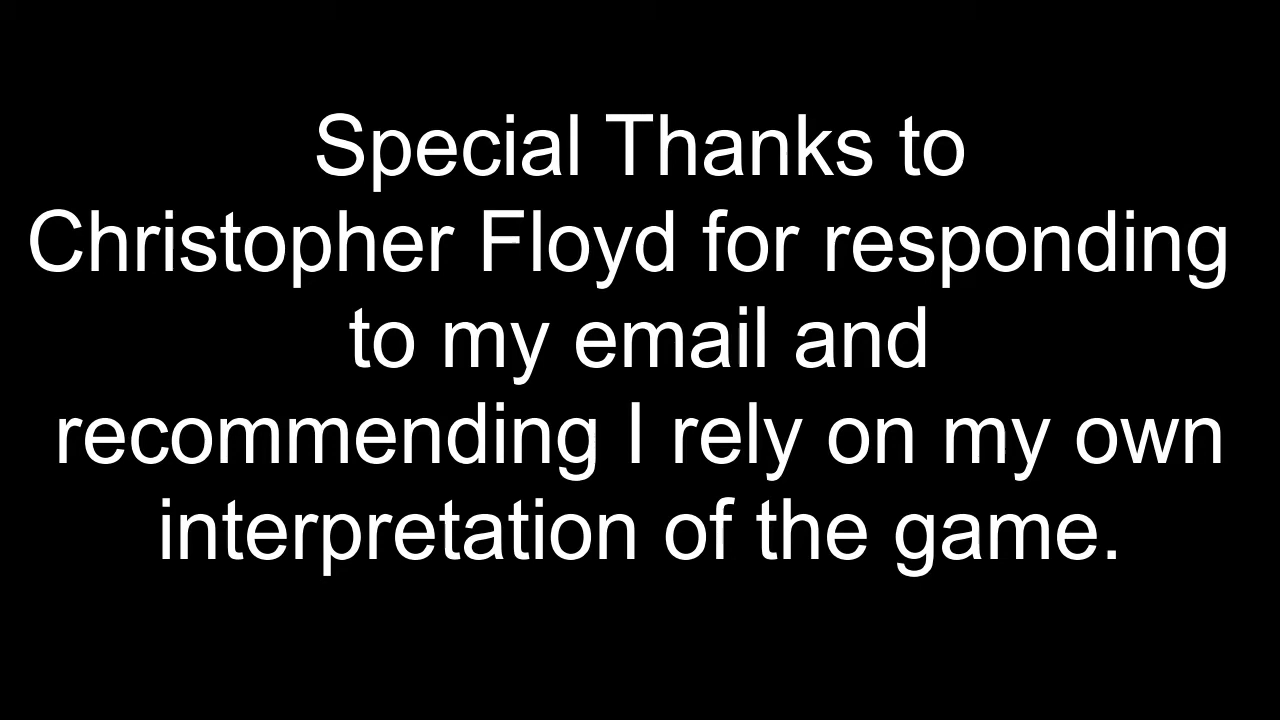 Special Thanks to
Christopher Floyd for responding
to my email and
recommending I rely on my own
interpretation of the game.